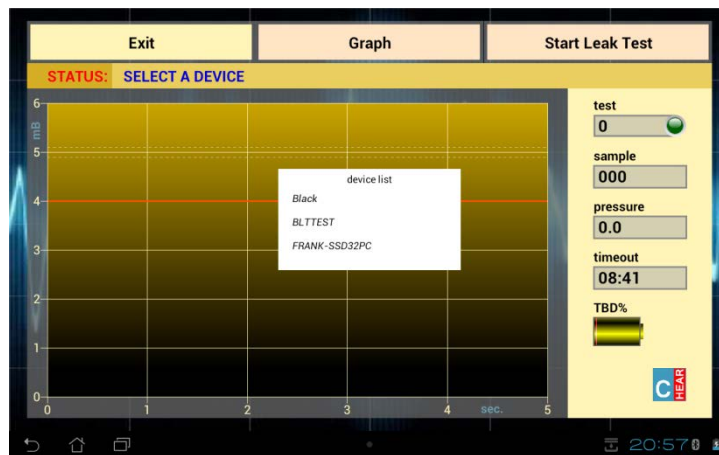 Exit
Graph
Start Leak Test
STATUS: SELECT A DEVICE
6
mB
5
4
3
2
1
0
0 1 2 3 4 sec. 5
device list
Black
BLTTEST
FRANK-SSD32PC
test
0
sample
000
pressure
0.0
timeout
08:41
TBD%
C HEAR
20:57